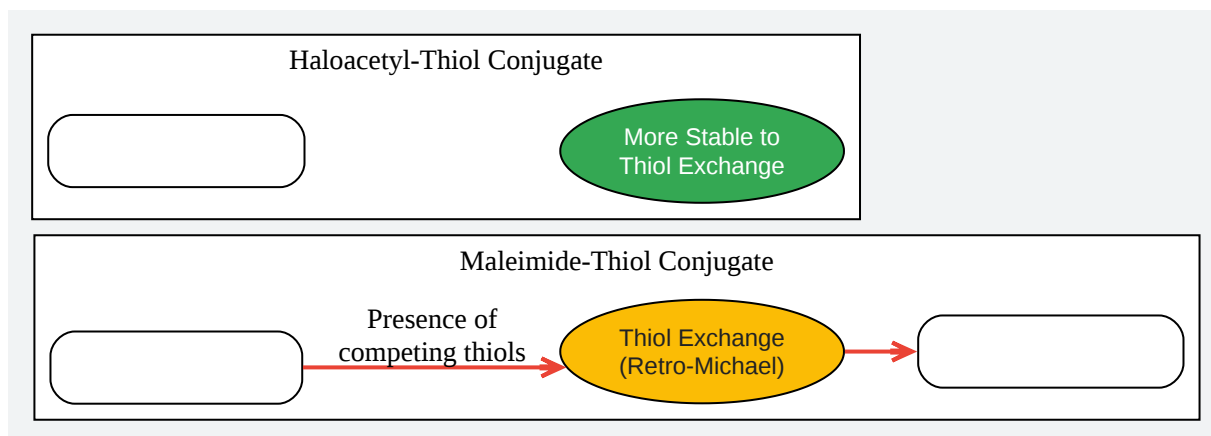 Haloacetyl-Thiol Conjugate
More Stable to
Thiol Exchange
Maleimide-Thiol Conjugate
Presence of
competing thiols
Thiol Exchange
(Retro-Michael)